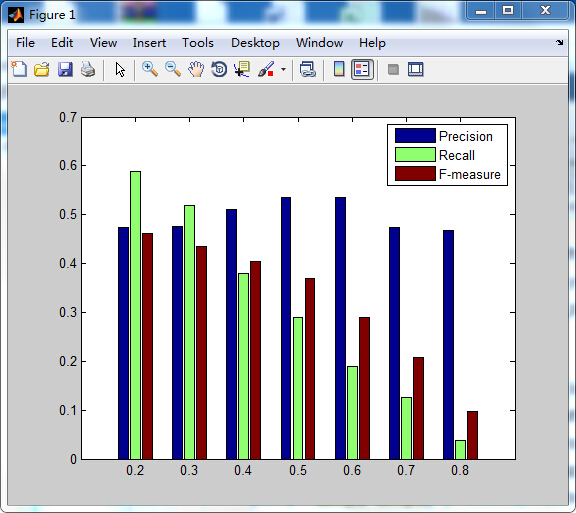 Figure 1
File Edit View Insert Tools Desktop Window Help
0.7
0.6
0.5
0.4
0.3
0.2
0.1
0
Precision
Recall
F-measure
0.2 0.3 0.4 0.5 0.6 0.7 0.8